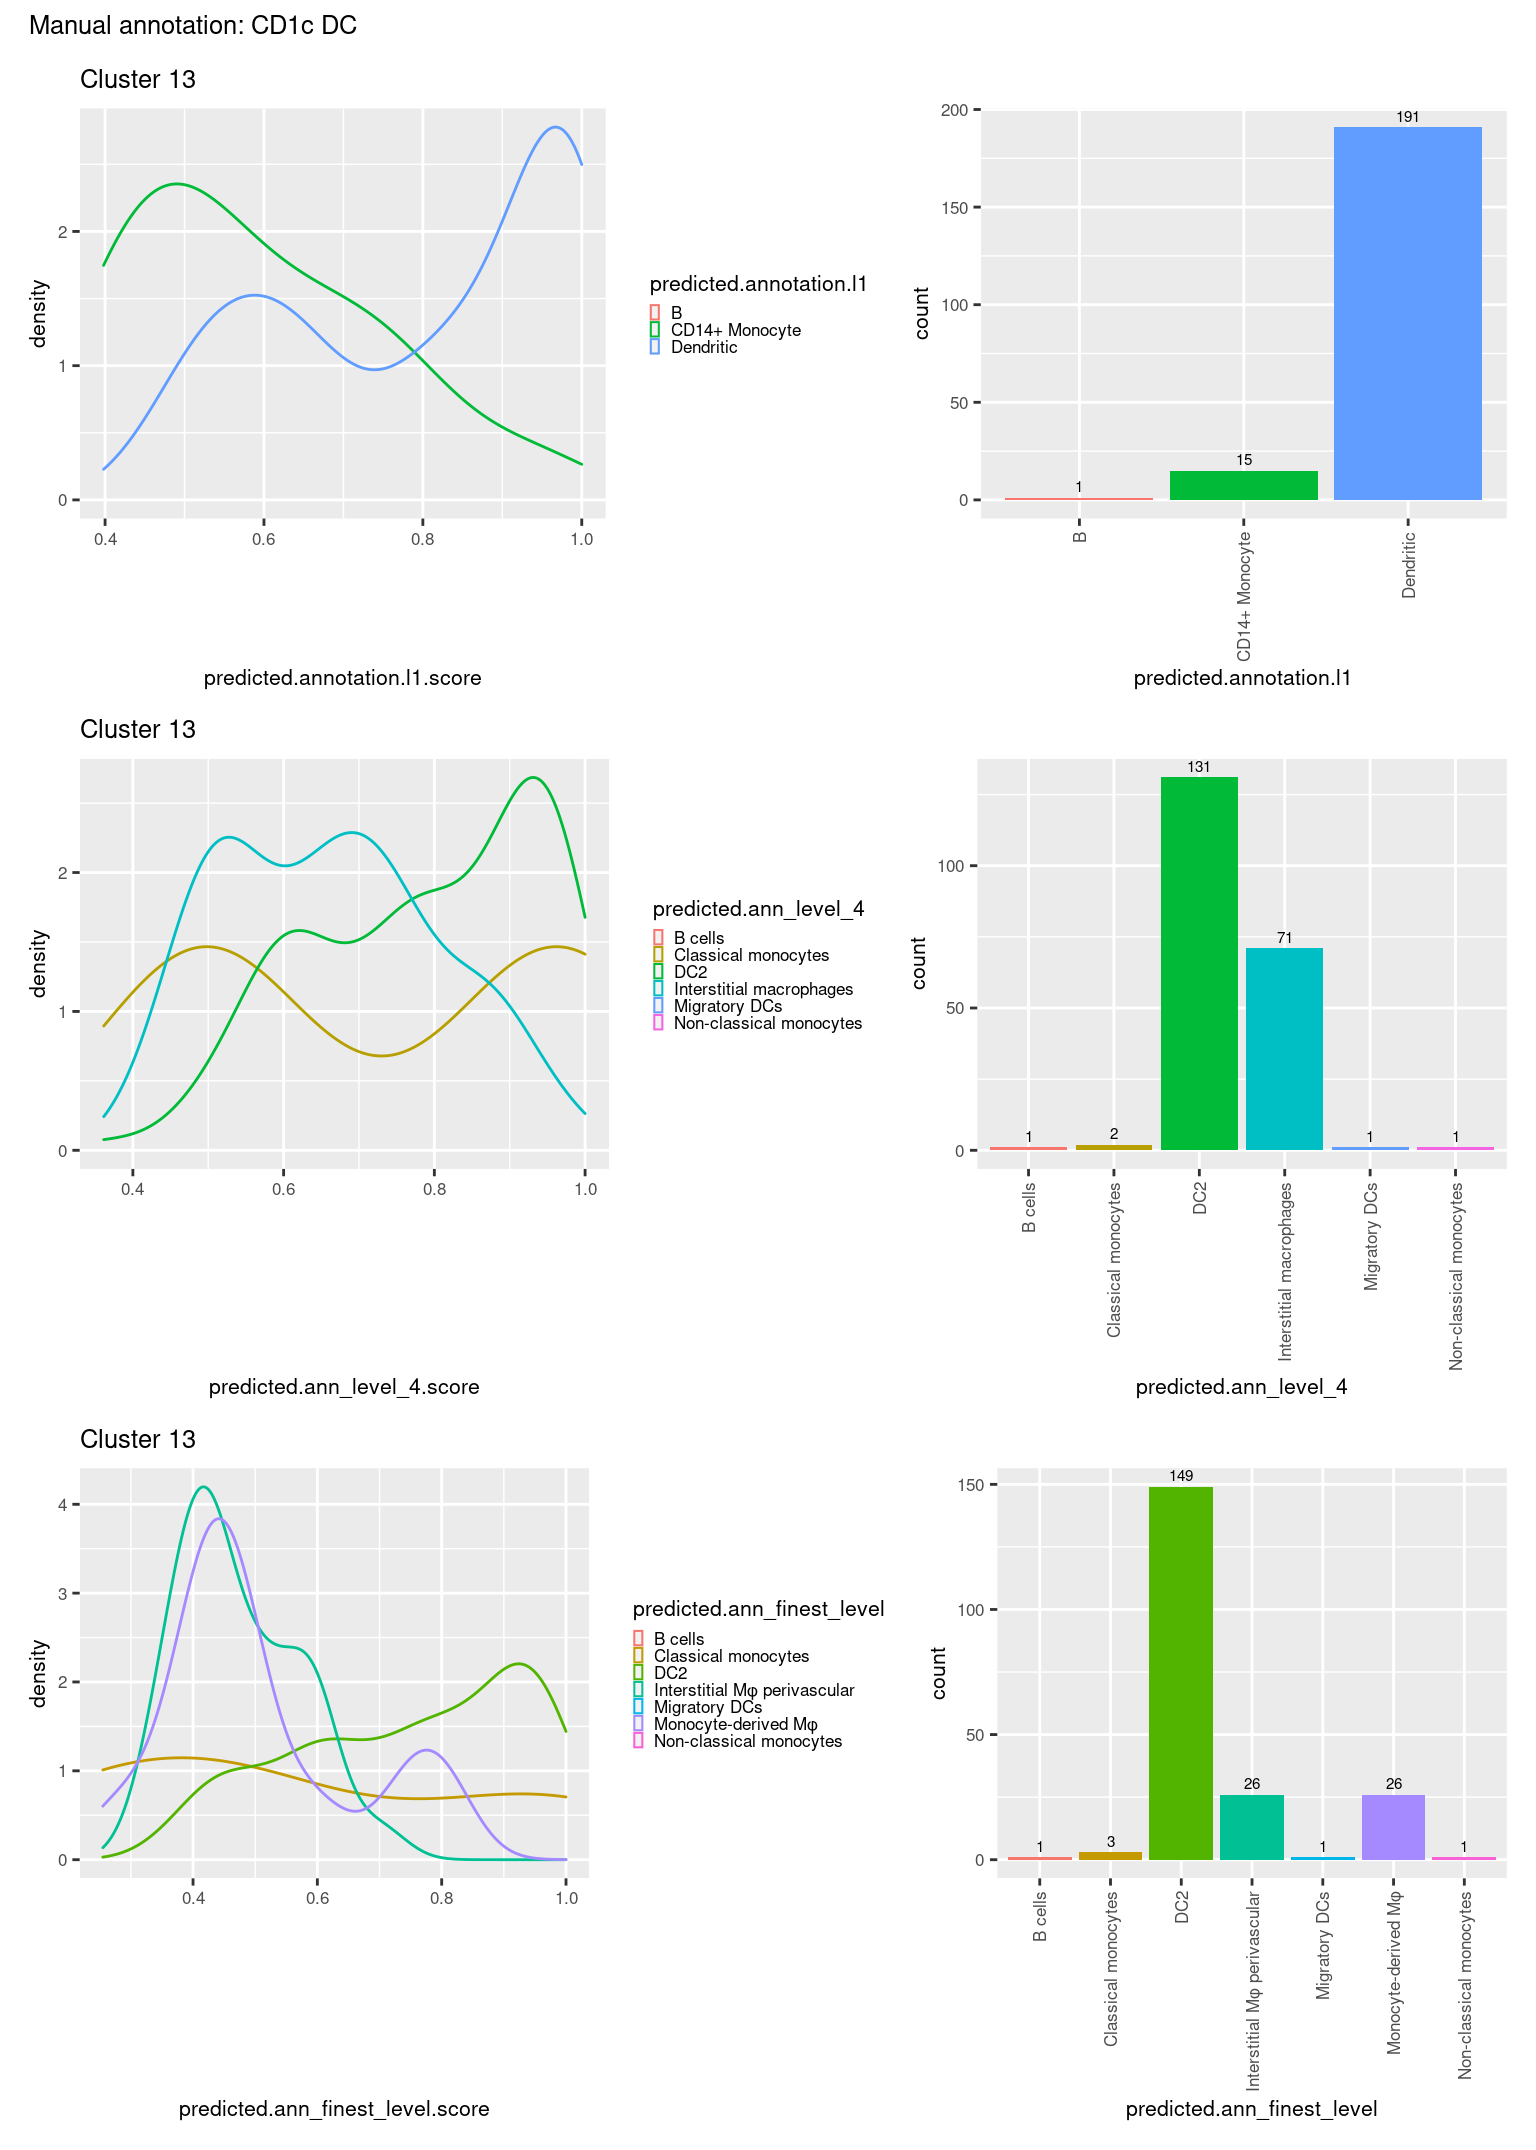 Manual annotation: CD1c DC
Cluster 13
density
2
1
0
0.4 0.6 0.8 1.0
predicted.annotation.l1.score
predicted.annotation.l1
B
CD14+ Monocyte
Dendritic
count
200
150
100
50
0
1
15
191
B
CD14+ Monocyte
Dendritic
predicted.annotation.l1
Cluster 13
density
2
1
0
0.4 0.6 0.8 1.0
predicted.ann_level_4.score
predicted.ann_level_4
B cells
Classical monocytes
DC2
Interstitial macrophages
Migratory DCs
Non-classical monocytes
count
100
50
0
1
2
131
71
1
1
B cells
Classical monocytes
DC2
Interstitial macrophages
Migratory DCs
Non-classical monocytes
predicted.ann_level_4
Cluster 13
density
4
3
2
1
0
0.4 0.6 0.8 1.0
predicted.ann_finest_level.score
predicted.ann_finest_level
B cells
Classical monocytes
DC2
Interstitial Mφ perivascular
Migratory DCs
Monocyte-derived Mφ
Non-classical monocytes
count
150
100
50
0
1
3
149
26
1
26
1
B cells
Classical monocytes
DC2
Interstitial Mφ perivascular
Migratory DCs
Monocyte-derived Mφ
Non-classical monocytes
predicted.ann_finest_level